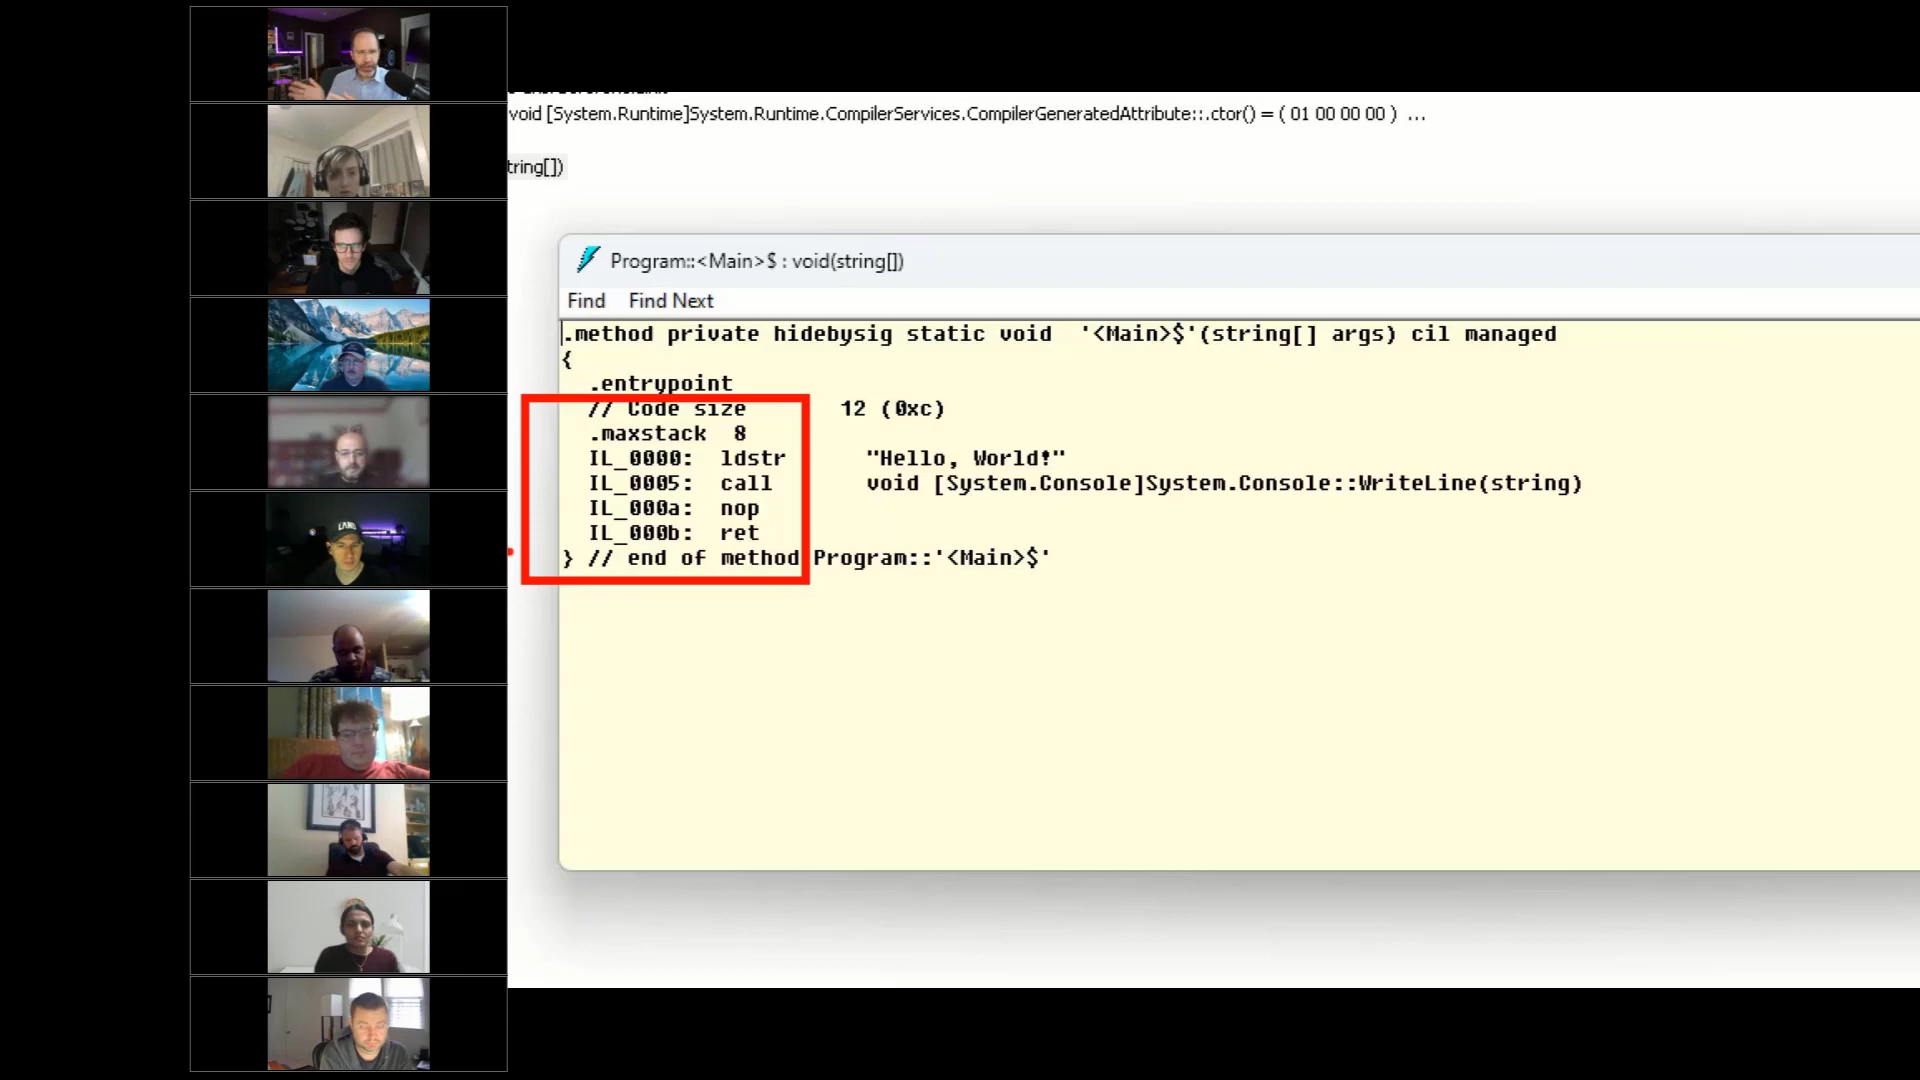 void [System.Runtime]System.Runtime.CompilerServices.CompilerGeneratedAttribute::.ctor() = ( 01 00 00 00 ) ...
tring[])
Program::<Main>$ : void(string[])
Find Find Next
.method private hidebysig static void '<Main>$'(string[] args) cil managed
{
.entrypoint
// Code size 12 (0xc)
.maxstack 8
IL_0000: ldstr "Hello, World!"
IL_0005: call void [System.Console]System.Console::WriteLine(string)
IL_000a: nop
IL_000b: ret
} // end of method Program::'<Main>$'
LAND